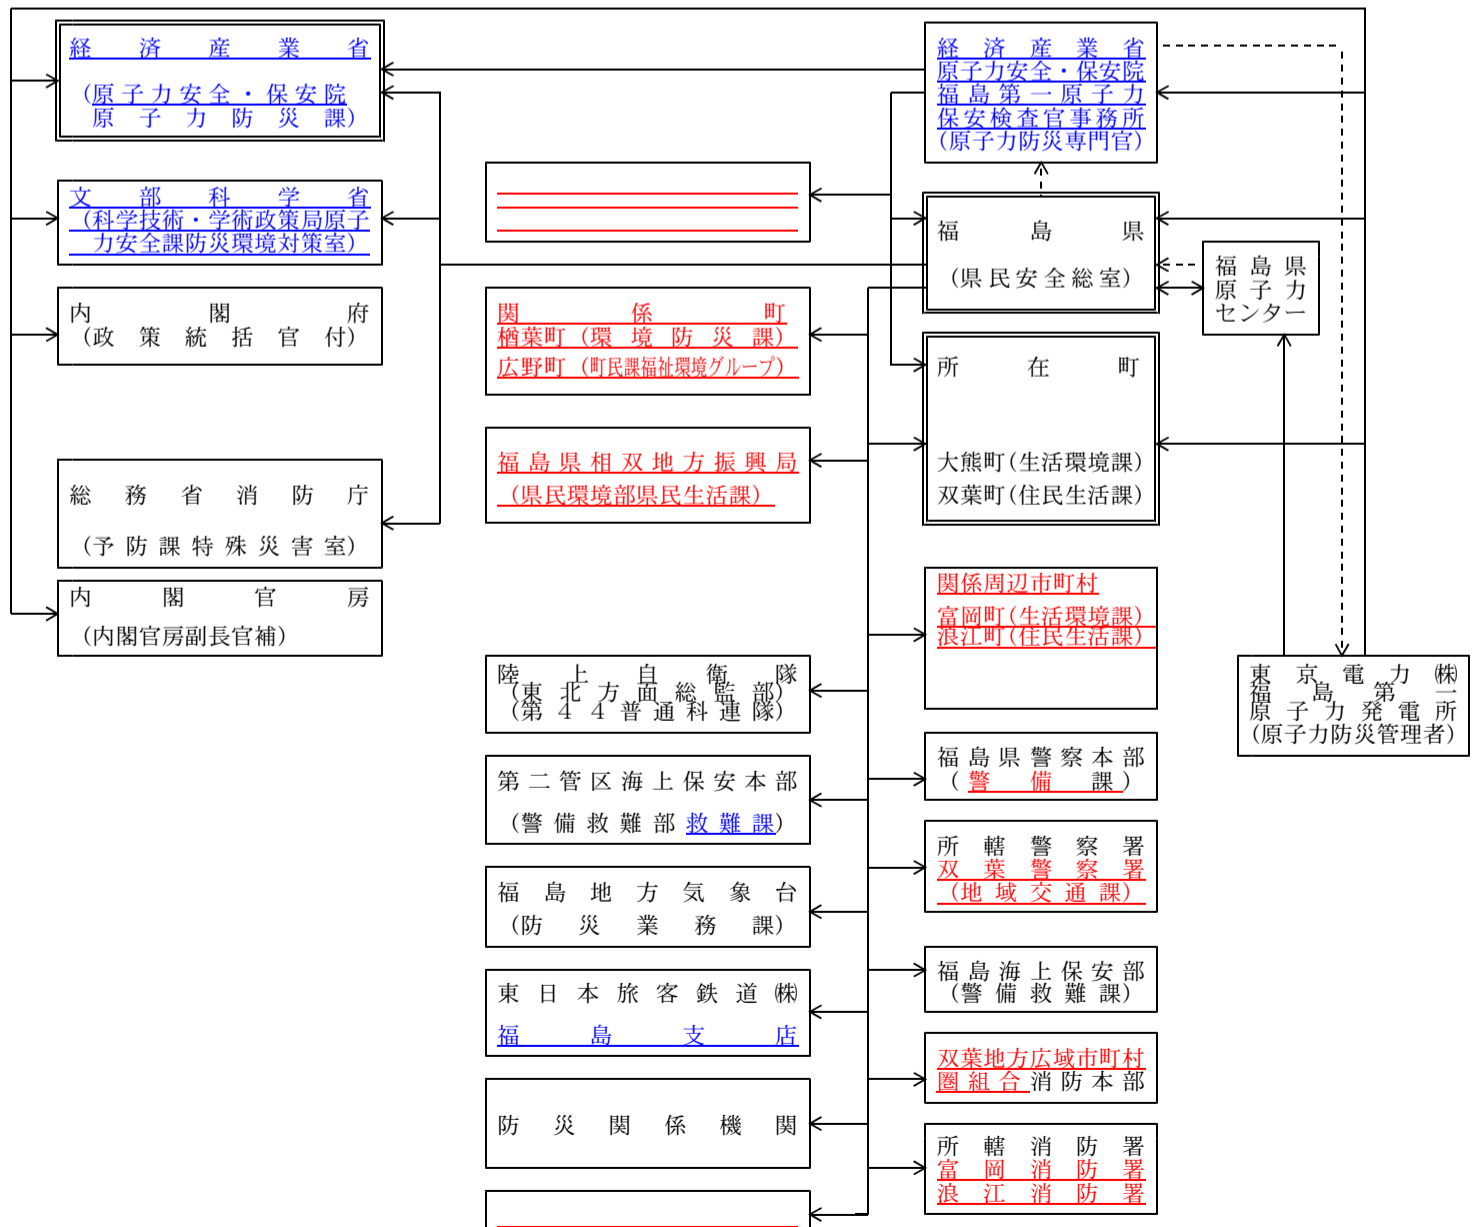 経済産業省
(原子力安全・保安院
原子力防災課)
文部科学省
(科学技術・学術政策局原子
力安全課防災環境対策室)
内閣府
(政策統括官付)
総務省消防庁
(予防課特殊災害室)
内閣官房
(内閣官房副長官補)
関係町
楢葉町(環境防災課)
広野町(町民課福祉環境グループ)
福島県相双地方振興局
(県民環境部県民生活課)
陸上自衛隊
(東北方面総監部)
(第44普通科連隊)
第二管区海上保安本部
(警備救難部救難課)
福島地方気象台
(防災業務課)
東日本旅客鉄道㈱
福島支店
防災関係機関
経済産業省
原子力安全・保安院
福島第一原子力
保安検査官事務所
(原子力防災専門官)
福島県
(県民安全総室)
所在町
大熊町(生活環境課)
双葉町(住民生活課)
関係周辺市町村
富岡町(生活環境課)
浪江町(住民生活課)
福島県警察本部
(警備課)
所轄警察署
双葉警察署
(地域交通課)
福島海上保安部
(警備救難課)
双葉地方広域市町村
圏組合消防本部
所轄消防署
富岡消防署
浪江消防署
福島県
原子力
センター
東京電力㈱
福島第一
原子力発電所
(原子力防災管理者)